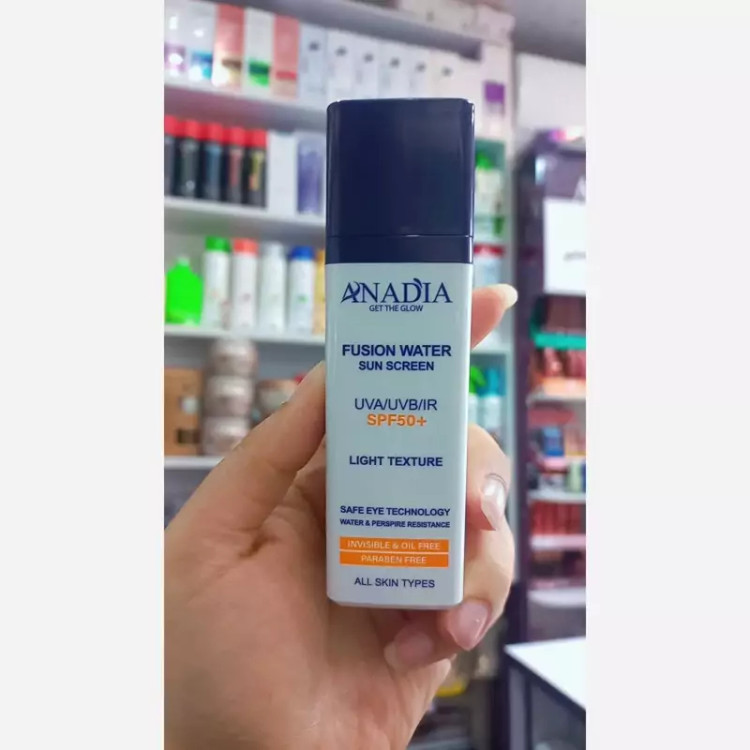 ANADIA
GET THE GLOW
FUSION WATER
SUN SCREEN
UVA/UVB/IR
SPF50+
LIGHT TEXTURE
SAFE EYE TECHNOLOGY
WATER & PERSPIRE RESISTANCE
INVISIBLE & OIL FREE
PARABEN FREE
ALL SKIN TYPES